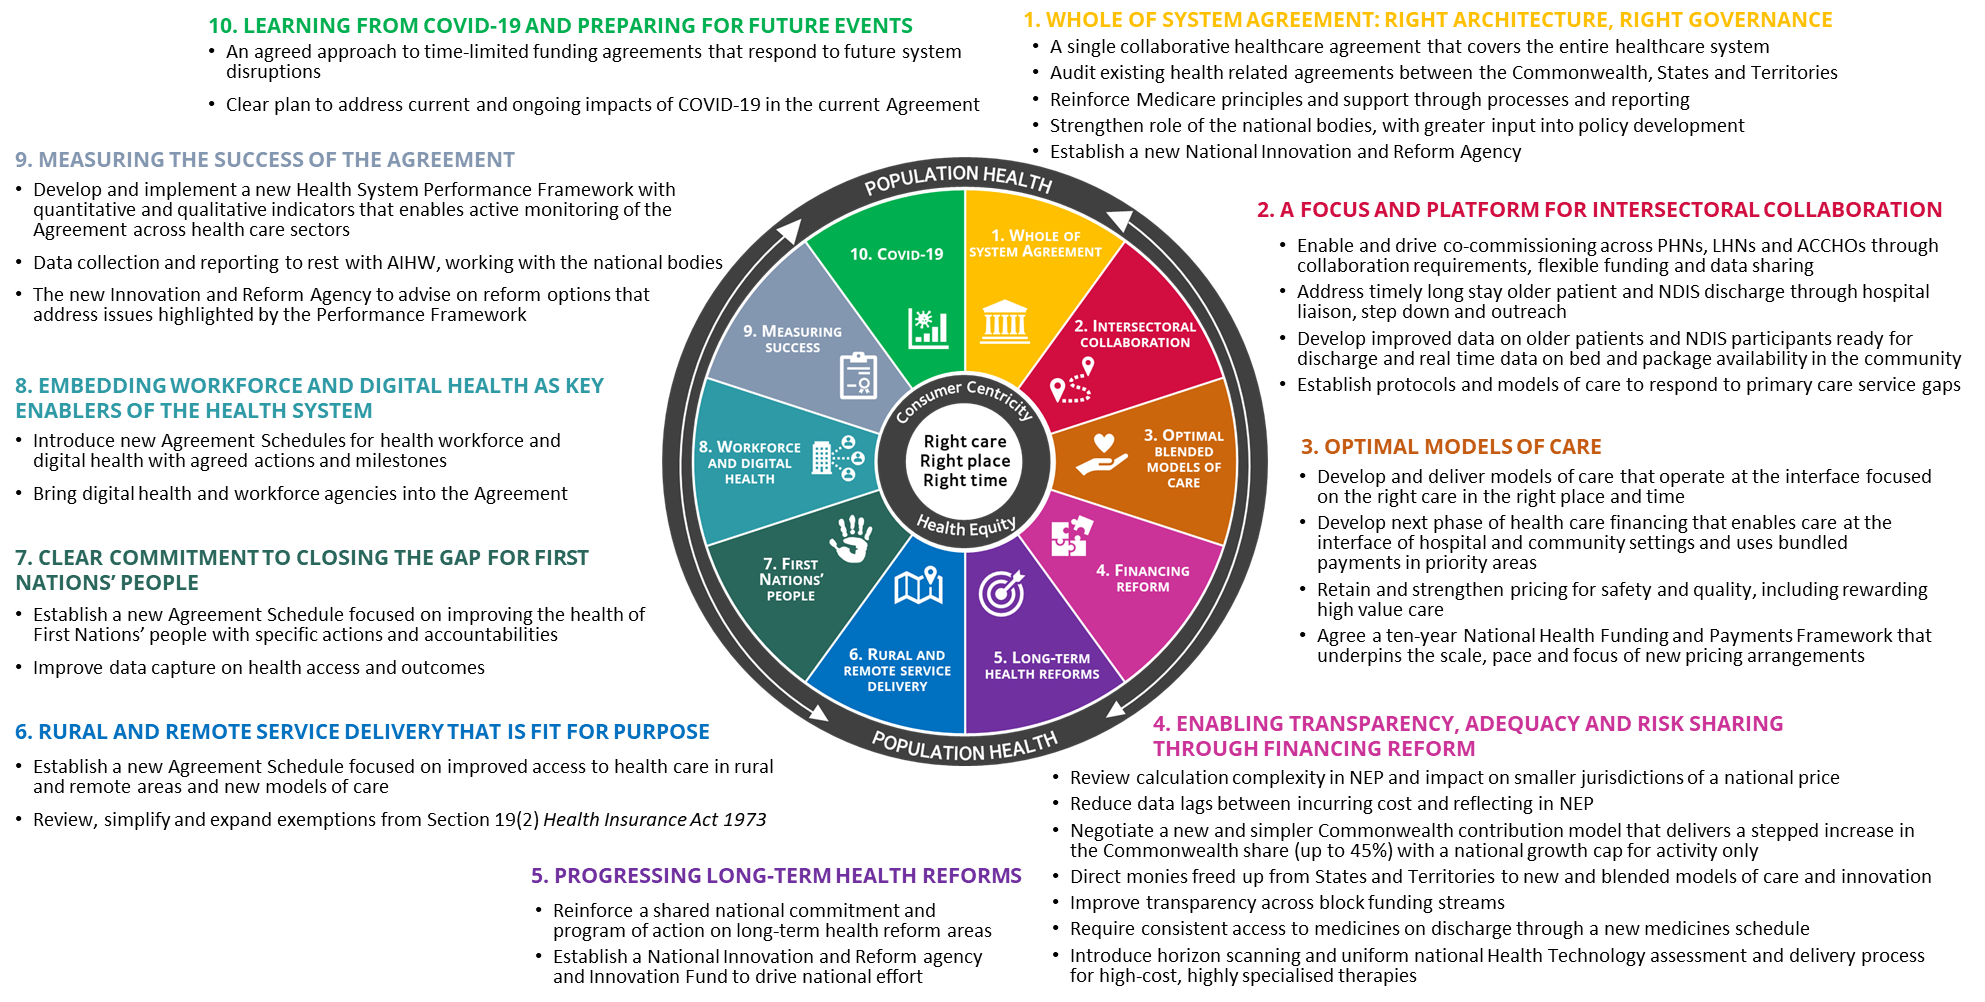 10. LEARNING FROM COVID-19 AND PREPARING FOR FUTURE EVENTS
• An agreed approach to time-limited funding agreements that respond to future system
disruptions
• Clear plan to address current and ongoing impacts of COVID-19 in the current Agreement
1. WHOLE OF SYSTEM AGREEMENT: RIGHT ARCHITECTURE, RIGHT GOVERNANCE
• A single collaborative healthcare agreement that covers the entire healthcare system
• Audit existing health related agreements between the Commonwealth, States and Territories
• Reinforce Medicare principles and support through processes and reporting
• Strengthen role of the national bodies, with greater input into policy development
• Establish a new National Innovation and Reform Agency
9. MEASURING THE SUCCESS OF THE AGREEMENT
• Develop and implement a new Health System Performance Framework with
quantitative and qualitative indicators that enables active monitoring of the
Agreement across health care sectors
• Data collection and reporting to rest with AIHW, working with the national bodies
• The new Innovation and Reform Agency to advise on reform options that
address issues highlighted by the Performance Framework
2. A FOCUS AND PLATFORM FOR INTERSECTORAL COLLABORATION
• Enable and drive co-commissioning across PHNs, LHNs and ACCHOs through
collaboration requirements, flexible funding and data sharing
• Address timely long stay older patient and NDIS discharge through hospital
liaison, step down and outreach
• Develop improved data on older patients and NDIS participants ready for
discharge and real time data on bed and package availability in the community
• Establish protocols and models of care to respond to primary care service gaps
8. EMBEDDING WORKFORCE AND DIGITAL HEALTH AS KEY
ENABLERS OF THE HEALTH SYSTEM
• Introduce new Agreement Schedules for health workforce and
digital health with agreed actions and milestones
• Bring digital health and workforce agencies into the Agreement
3. OPTIMAL MODELS OF CARE
• Develop and deliver models of care that operate at the interface focused
on the right care in the right place and time
• Develop next phase of health care financing that enables care at the
interface of hospital and community settings and uses bundled
payments in priority areas
• Retain and strengthen pricing for safety and quality, including rewarding
high value care
• Agree a ten-year National Health Funding and Payments Framework that
underpins the scale, pace and focus of new pricing arrangements
7. CLEAR COMMITMENT TO CLOSING THE GAP FOR FIRST
NATIONS' PEOPLE
• Establish a new Agreement Schedule focused on improving the health of
First Nations' people with specific actions and accountabilities
• Improve data capture on health access and outcomes
6. RURAL AND REMOTE SERVICE DELIVERY THAT IS FIT FOR PURPOSE
• Establish a new Agreement Schedule focused on improved access to health care in rural
and remote areas and new models of care
• Review, simplify and expand exemptions from Section 19(2) Health Insurance Act 1973
4. ENABLING TRANSPARENCY, ADEQUACY AND RISK SHARING
THROUGH FINANCING REFORM
• Review calculation complexity in NEP and impact on smaller jurisdictions of a national price
• Reduce data lags between incurring cost and reflecting in NEP
• Negotiate a new and simpler Commonwealth contribution model that delivers a stepped increase in
the Commonwealth share (up to 45%) with a national growth cap for activity only
• Direct monies freed up from States and Territories to new and blended models of care and innovation
• Improve transparency across block funding streams
• Require consistent access to medicines on discharge through a new medicines schedule
• Introduce horizon scanning and uniform national Health Technology assessment and delivery process
for high-cost, highly specialised therapies
5. PROGRESSING LONG-TERM HEALTH REFORMS
• Reinforce a shared national commitment and
program of action on long-term health reform areas
• Establish a National Innovation and Reform agency
and Innovation Fund to drive national effort
POPULATION HEALTH
1. WHOLE OF
SYSTEM AGREEMENT
2. INTERSECTORAL
COLLABORATION
3. OPTIMAL
BLENDED
MODELS OF
CARE
4. FINANCING
REFORM
5. LONG-TERM
HEALTH REFORMS
6. RURAL AND
REMOTE SERVICE
DELIVERY
7. FIRST
NATIONS'
PEOPLE
8. WORKFORCE
AND DIGITAL
HEALTH
9. MEASURING
SUCCESS
10. COVID-19
Consumer Centricity
Right care
Right place
Right time
Health Equity
POPULATION HEALTH